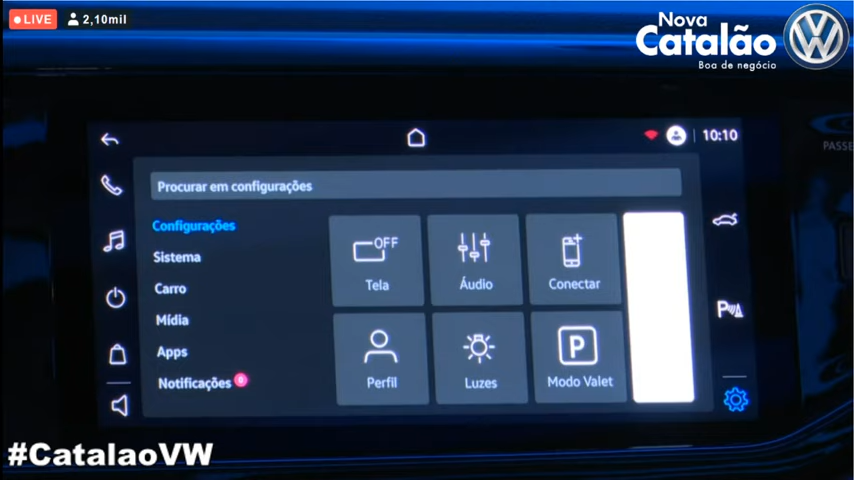 LIVE
2,10mil
Nova
Catalão
Boa de negócio
10:10
PASSE
Procurar em configurações
Configurações
OFF
Sistema
Tela
Áudio
Conectar
Carro
Mídia
Apps
P
Notificações
Perfil
Luzes
Modo Valet
#CatalaoVW